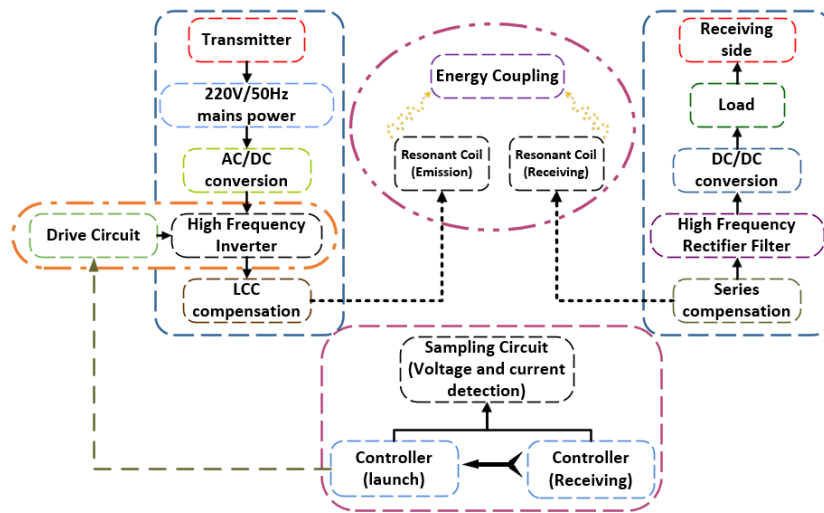 Transmitter
220V/50Hz
mains power
AC/DC
conversion
Drive Circuit
High Frequency
Inverter
LCC
compensation
Energy Coupling
Resonant Coil
(Emission)
Resonant Coil
(Receiving)
Receiving
side
Load
DC/DC
conversion
High Frequency
Rectifier Filter
Series
compensation
Sampling Circuit
(Voltage and current
detection)
Controller
(launch)
Controller
(Receiving)